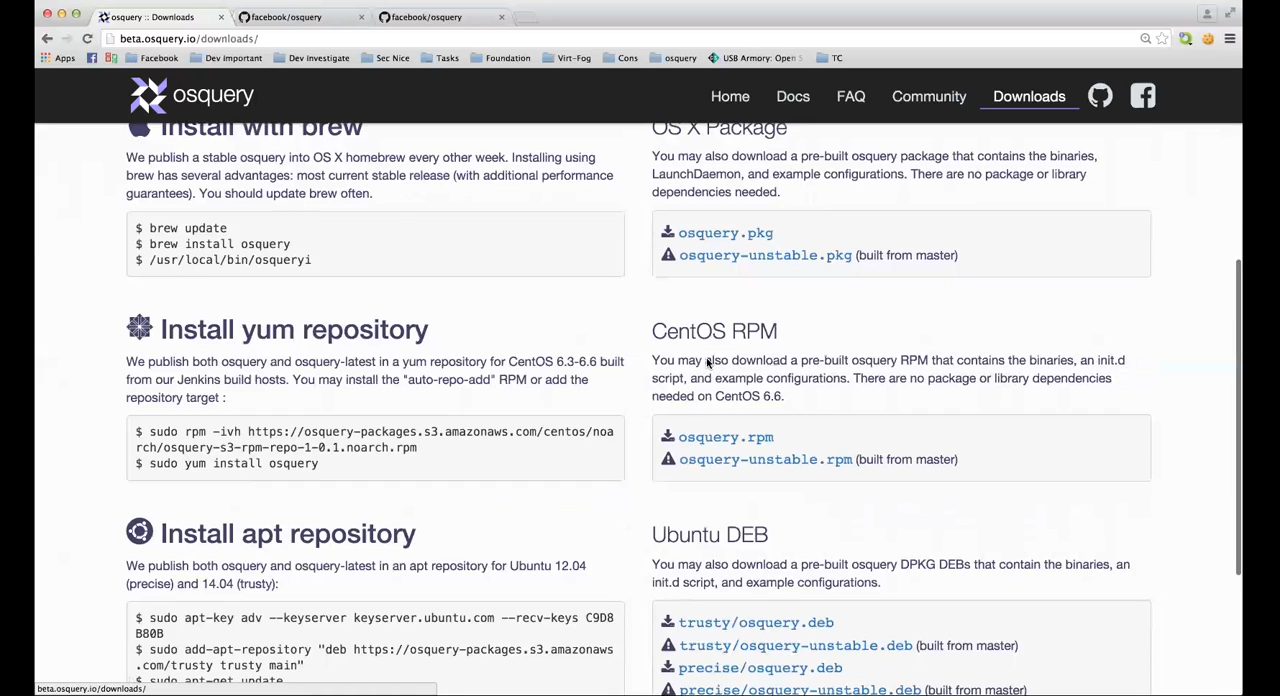 osquery :: Downloads
facebook/osquery
facebook/osquery
beta.osquery.io/downloads/
Apps
Facebook
Dev Important
Dev Investigate
Sec Nice
Tasks
Foundation
Virt-Fog
Cons
osquery
USB Armory: Open S
TC
osquery
Home
Docs
FAQ
Community
Downloads
Install with brew
We publish a stable osquery into OS X homebrew every other week. Installing using
brew has several advantages: most current stable release (with additional performance
guarantees). You should update brew often.
$ brew update
$ brew install osquery
$ /usr/local/bin/osqueryi
OS X Package
You may also download a pre-built osquery package that contains the binaries,
LaunchDaemon, and example configurations. There are no package or library
dependencies needed.
osquery.pkg
osquery-unstable.pkg (built from master)
Install yum repository
We publish both osquery and osquery-latest in a yum repository for CentOS 6.3-6.6 built
from our Jenkins build hosts. You may install the "auto-repo-add" RPM or add the
repository target :
$ sudo rpm -ivh https://osquery-packages.s3.amazonaws.com/centos/noa
rch/osquery-s3-rpm-repo-1-0.1.noarch.rpm
$ sudo yum install osquery
CentOS RPM
You may also download a pre-built osquery RPM that contains the binaries, an init.d
script, and example configurations. There are no package or library dependencies
needed on CentOS 6.6.
osquery.rpm
osquery-unstable.rpm (built from master)
Install apt repository
We publish both osquery and osquery-latest in an apt repository for Ubuntu 12.04
(precise) and 14.04 (trusty):
$ sudo apt-key adv --keyserver keyserver.ubuntu.com --recv-keys C9D8
B80B
$ sudo add-apt-repository "deb https://osquery-packages.s3.amazonaws
.com/trusty trusty main"
$ sudo apt-get update
Ubuntu DEB
You may also download a pre-built osquery DPKG DEBs that contain the binaries, an
init.d script, and example configurations.
trusty/osquery.deb
trusty/osquery-unstable.deb (built from master)
precise/osquery.deb
precise/osquery-unstable.deb (built from master)
beta.osquery.io/downloads/